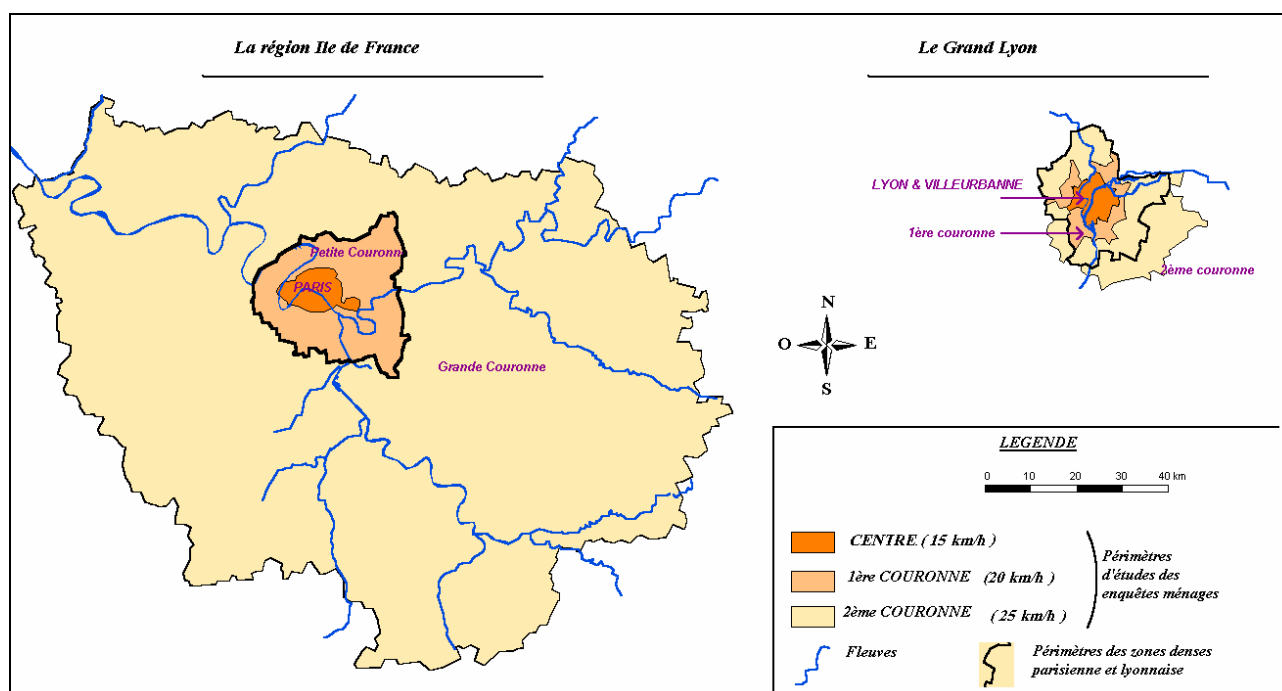 La région Ile de France
Le Grand Lyon
LYON & VILLEURBANNE
1ère couronne
2ème couronne
Petite Couronne
PARIS
Grande Couronne
N
O
E
S
LEGENDE
0 10 20 30 40 km
CENTRE ( 15 km/h )
1ère COURONNE (20 km/h )
2ème COURONNE ( 25 km/h )
Périmètres
d'études des
enquêtes ménages
Fleuves
Périmètres des zones denses
parisienne et lyonnaise